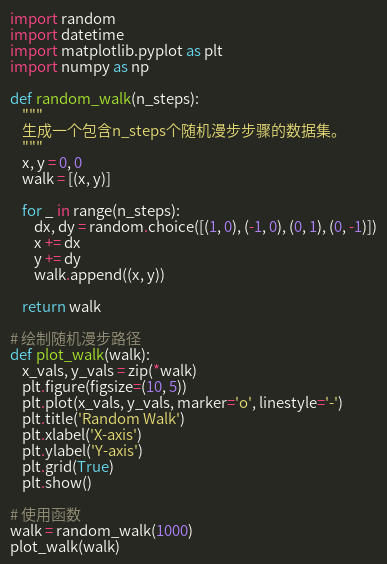 import random
import datetime
import matplotlib.pyplot as plt
import numpy as np

def random_walk(n_steps):
    """
    生成一个包含n_steps个随机漫步步骤的数据集。
    """
    x, y = 0, 0
    walk = [(x, y)]

    for _ in range(n_steps):
        dx, dy = random.choice([(1, 0), (-1, 0), (0, 1), (0, -1)])
        x += dx
        y += dy
        walk.append((x, y))

    return walk

# 绘制随机漫步路径
def plot_walk(walk):
    x_vals, y_vals = zip(*walk)
    plt.figure(figsize=(10, 5))
    plt.plot(x_vals, y_vals, marker='o', linestyle='-')
    plt.title('Random Walk')
    plt.xlabel('X-axis')
    plt.ylabel('Y-axis')
    plt.grid(True)
    plt.show()

# 使用函数
walk = random_walk(1000)
plot_walk(walk)